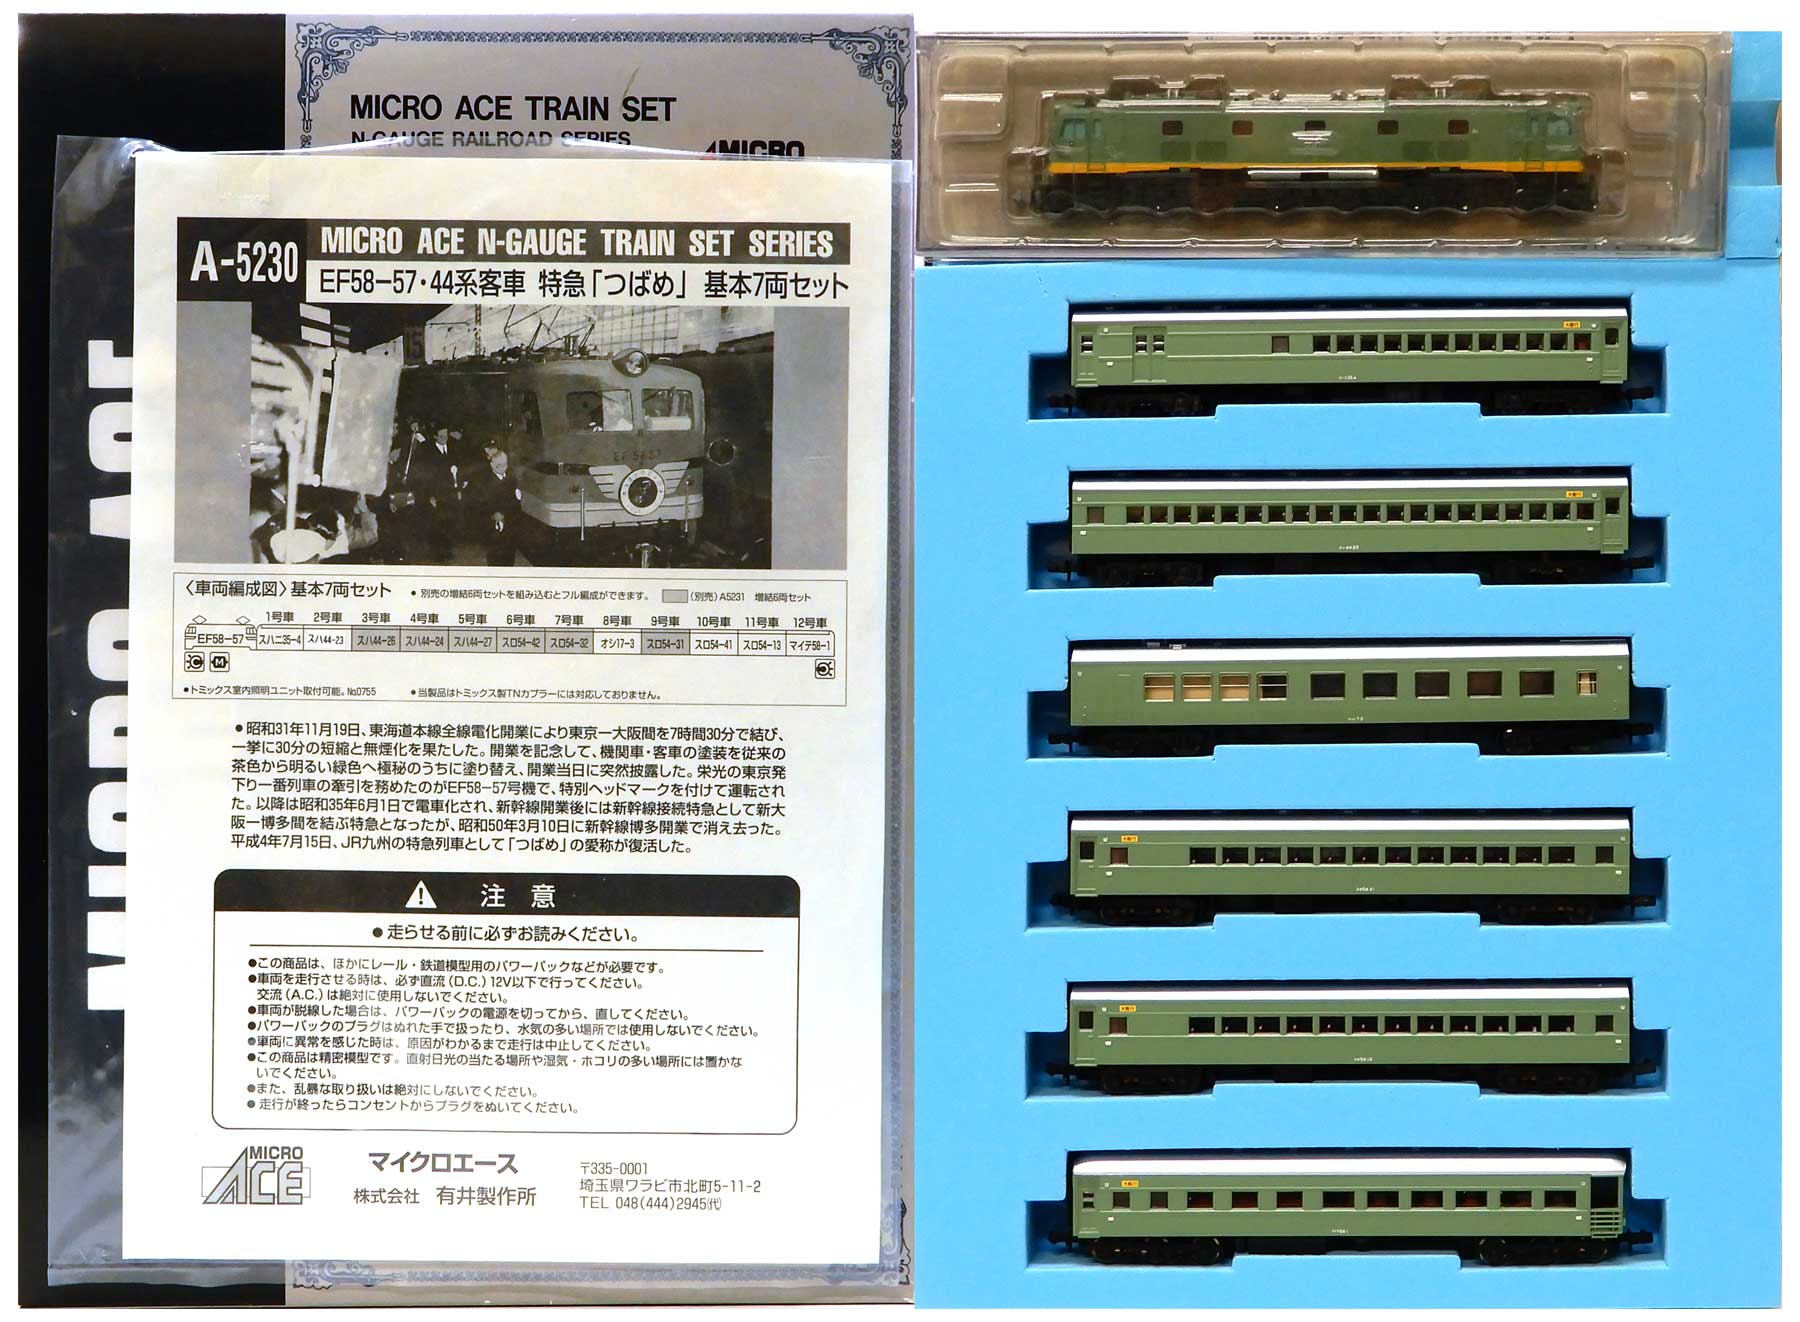 MICRO ACE TRAIN SET
N-GAUGE RAILROAD SERIES
MICRO
MICRO ACE
A-5230
MICRO ACE N-GAUGE TRAIN SET SERIES
EF58-57・44系客車 特急「つばめ」 基本7両セット
EF5857
〈車両編成図〉基本7両セット
●別売の増結6両セットを組み込むとフル編成ができます。
(別売)A5231 増結6両セット
1号車 2号車 3号車 4号車 5号車 6号車 7号車 8号車 9号車 10号車 11号車 12号車
EF58-57 スハニ35-4 スハ44-23 スハ44-26 スハ44-24 スハ44-27 スロ54-42 スロ54-32 オシ17-3 スロ54-31 スロ54-41 スロ54-13 マイテ58-1
C M C
●トミックス室内照明ユニット取付可能。No.0755
●当製品はトミックス製TNカプラーには対応しておりません。
●昭和31年11月19日、東海道本線全線電化開業により東京ー大阪間を7時間30分で結び、
一挙に30分の短縮と無煙化を果たした。開業を記念して、機関車・客車の塗装を従来の
茶色から明るい緑色へ極秘のうちに塗り替え、開業当日に突然披露した。栄光の東京発
下り一番列車の牽引を務めたのがEF58-57号機で、特別ヘッドマークを付けて運転され
た。以降は昭和35年6月1日で電車化され、新幹線開業後には新幹線接続特急として新大
阪ー博多間を結ぶ特急となったが、昭和50年3月10日に新幹線博多開業で消え去った。
平成4年7月15日、JR九州の特急列車として「つばめ」の愛称が復活した。
注 意
●走らせる前に必ずお読みください。
●この商品は、ほかにレール・鉄道模型用のパワーパックなどが必要です。
●車両を走行させる時は、必ず直流(D.C.)12V以下で行ってください。
交流(A.C.)は絶対に使用しないでください。
●車両が脱線した場合は、パワーパックの電源を切ってから、直してください。
●パワーパックのプラグはぬれた手で扱ったり、水気の多い場所では使用しないでください。
●車両に異常を感じた時は、原因がわかるまで走行は中止してください。
●この商品は精密模型です。直射日光の当たる場所や湿気・ホコリの多い場所には置かな
いでください。
●また、乱暴な取り扱いは絶対にしないでください。
●走行が終ったらコンセントからプラグをぬいてください。
MICRO ACE
マイクロエース
株式会社 有井製作所
〒335-0001
埼玉県ワラビ市北町5-11-2
TEL 048(444)2945(代)